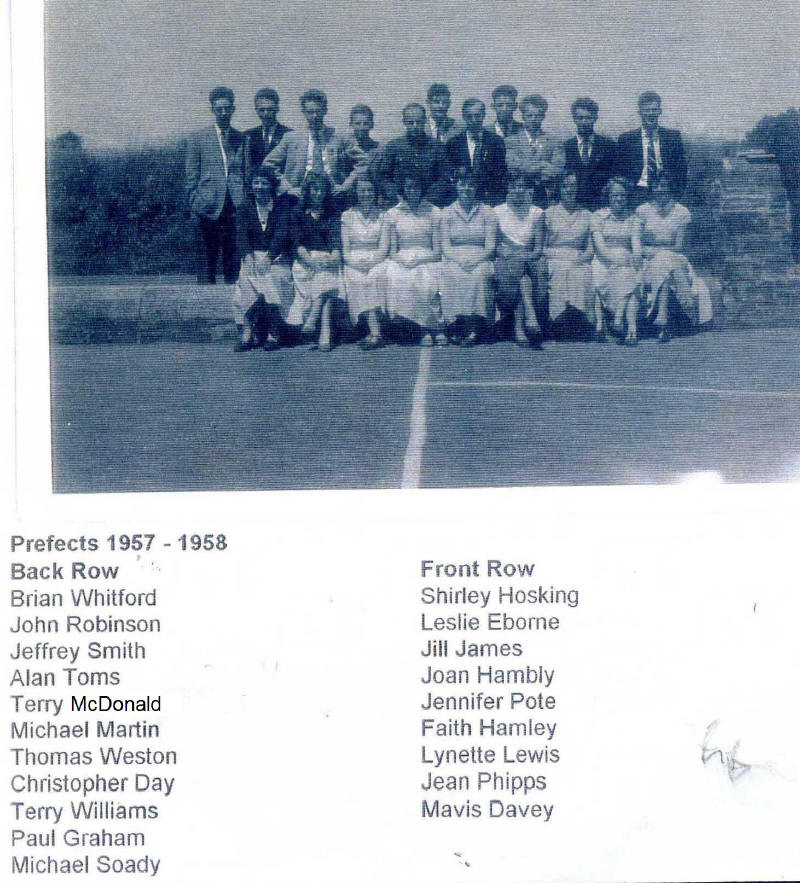 Prefects 1957 - 1958
Back Row
Brian Whitford
John Robinson
Jeffrey Smith
Alan Toms
Terry McDonald
Michael Martin
Thomas Weston
Christopher Day
Terry Williams
Paul Graham
Michael Soady
Front Row
Shirley Hosking
Leslie Eborne
Jill James
Joan Hambly
Jennifer Pote
Faith Hamley
Lynette Lewis
Jean Phipps
Mavis Davey